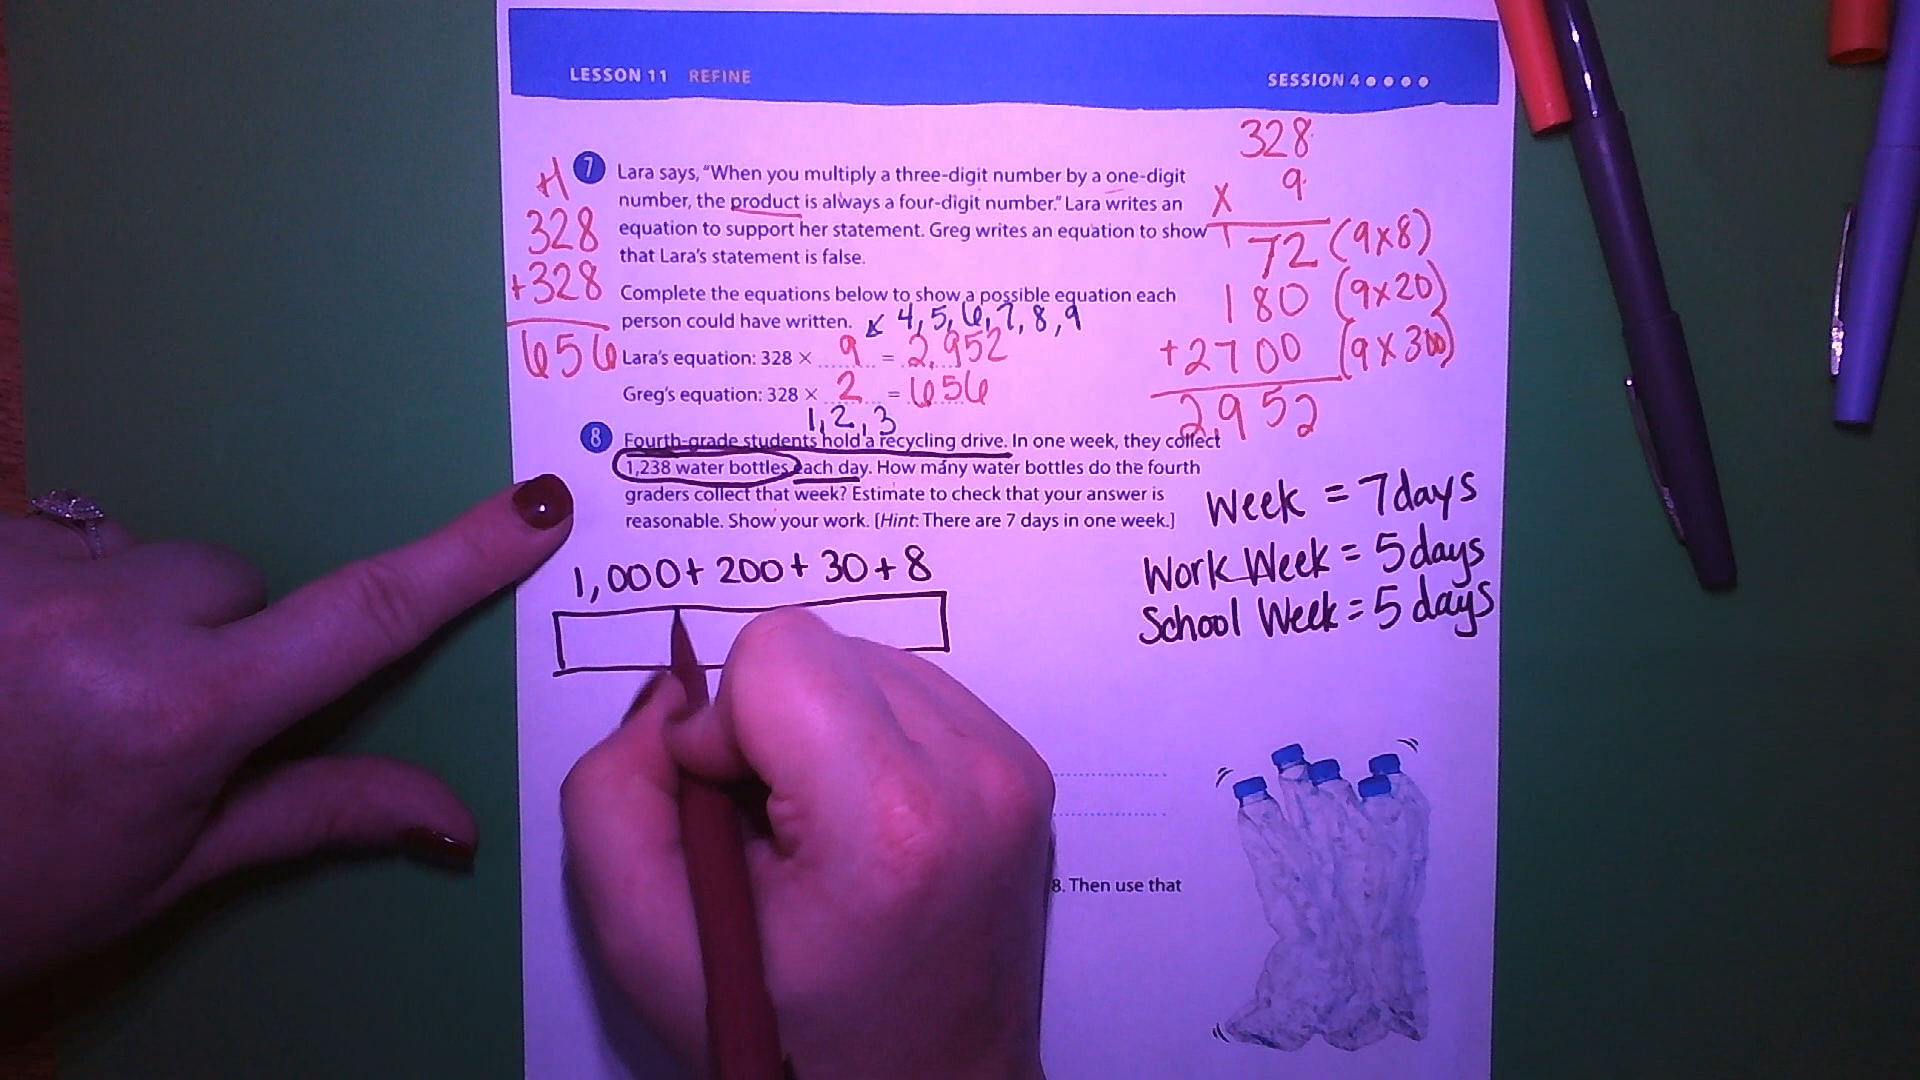 LESSON 11 REFINE SESSION 4
7 Lara says, “When you multiply a three-digit number by a one-digit
number, the product is always a four-digit number.” Lara writes an
equation to support her statement. Greg writes an equation to show
that Lara’s statement is false.
Complete the equations below to show a possible equation each
person could have written. 4, 5, 6, 7, 8, 9
Lara’s equation: 328 × 9 = 2,952
Greg’s equation: 328 × 2 = 656
1, 2, 3
+1
328
+328
656
328
x 9
72 (9x8)
180 (9x20)
+2700 (9x300)
2,952
8 Fourth-grade students hold a recycling drive. In one week, they collect
1,238 water bottles each day. How many water bottles do the fourth
graders collect that week? Estimate to check that your answer is
reasonable. Show your work. [Hint: There are 7 days in one week.]
Week = 7 days
Work Week = 5 days
School Week = 5 days
1,000 + 200 + 30 + 8
8. Then use that